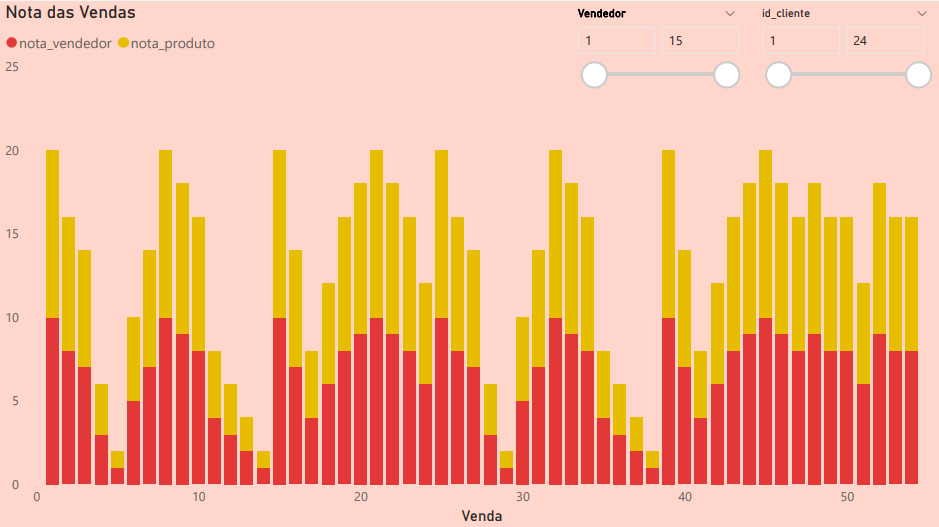 Nota das Vendas
nota_vendedor nota_produto
Vendedor
1 15
id_cliente
1 24
25
20
15
10
5
0
0 10 20 30 40 50
Venda